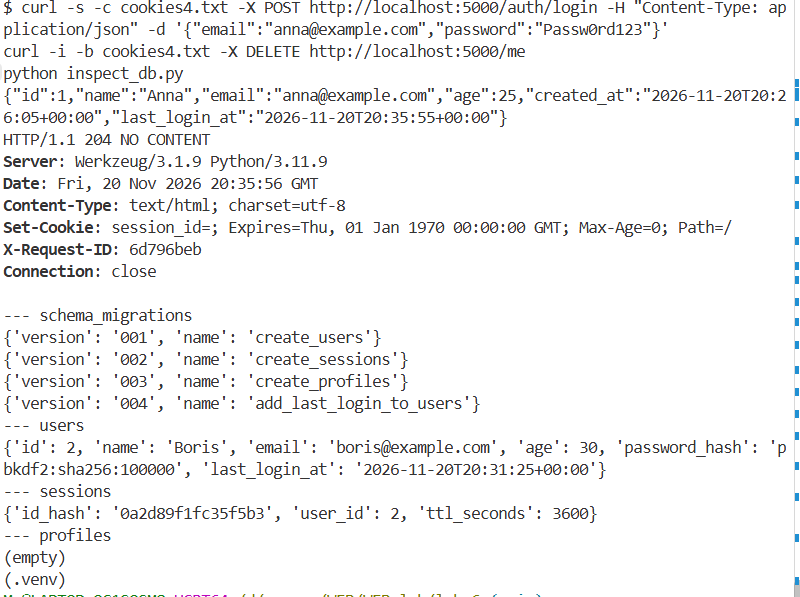 $ curl -s -c cookies4.txt -X POST http://localhost:5000/auth/login -H "Content-Type: ap
plication/json" -d '{"email":"anna@example.com","password":"Passw0rd123"}'
curl -i -b cookies4.txt -X DELETE http://localhost:5000/me
python inspect_db.py
{"id":1,"name":"Anna","email":"anna@example.com","age":25,"created_at":"2026-11-20T20:2
6:05+00:00","last_login_at":"2026-11-20T20:35:55+00:00"}
HTTP/1.1 204 NO CONTENT
Server: Werkzeug/3.1.9 Python/3.11.9
Date: Fri, 20 Nov 2026 20:35:56 GMT
Content-Type: text/html; charset=utf-8
Set-Cookie: session_id=; Expires=Thu, 01 Jan 1970 00:00:00 GMT; Max-Age=0; Path=/
X-Request-ID: 6d796beb
Connection: close
--- schema_migrations
{'version': '001', 'name': 'create_users'}
{'version': '002', 'name': 'create_sessions'}
{'version': '003', 'name': 'create_profiles'}
{'version': '004', 'name': 'add_last_login_to_users'}
--- users
{'id': 2, 'name': 'Boris', 'email': 'boris@example.com', 'age': 30, 'password_hash': 'p
bkdf2:sha256:100000', 'last_login_at': '2026-11-20T20:31:25+00:00'}
--- sessions
{'id_hash': '0a2d89f1fc35f5b3', 'user_id': 2, 'ttl_seconds': 3600}
--- profiles
(empty)
(.venv)